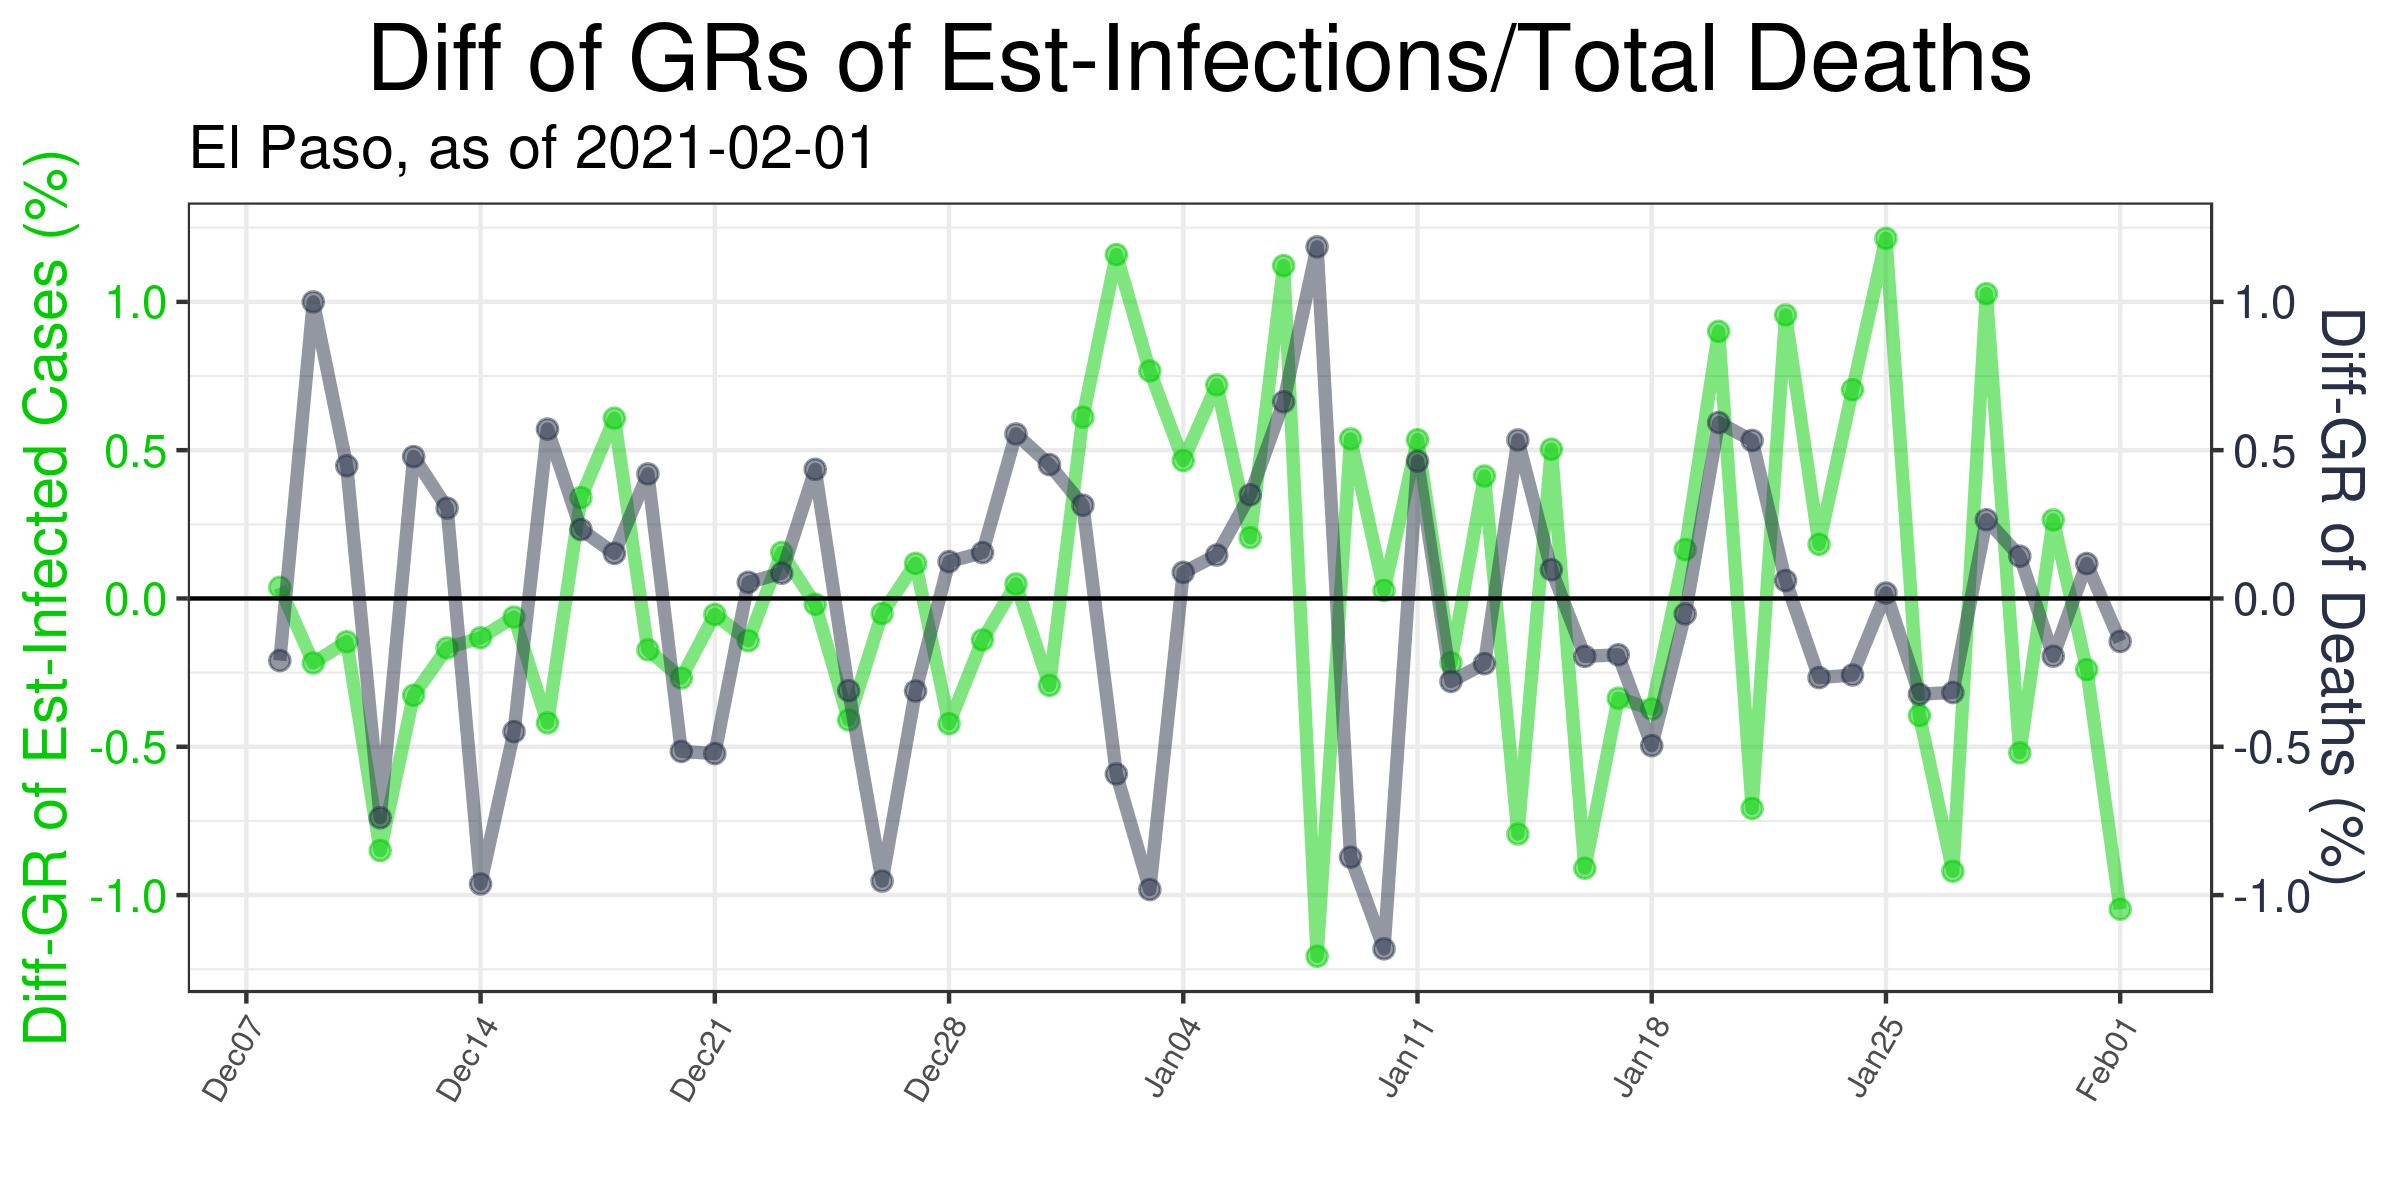 Diff of GRs of Est-Infections/Total Deaths
El Paso, as of 2021-02-01
Diff-GR of Est-Infected Cases (%)
1.0
0.5
0.0
-0.5
-1.0
1.0
0.5
0.0
-0.5
-1.0
Diff-GR of Deaths (%)
Dec07 Dec14 Dec21 Dec28 Jan04 Jan11 Jan18 Jan25 Feb01